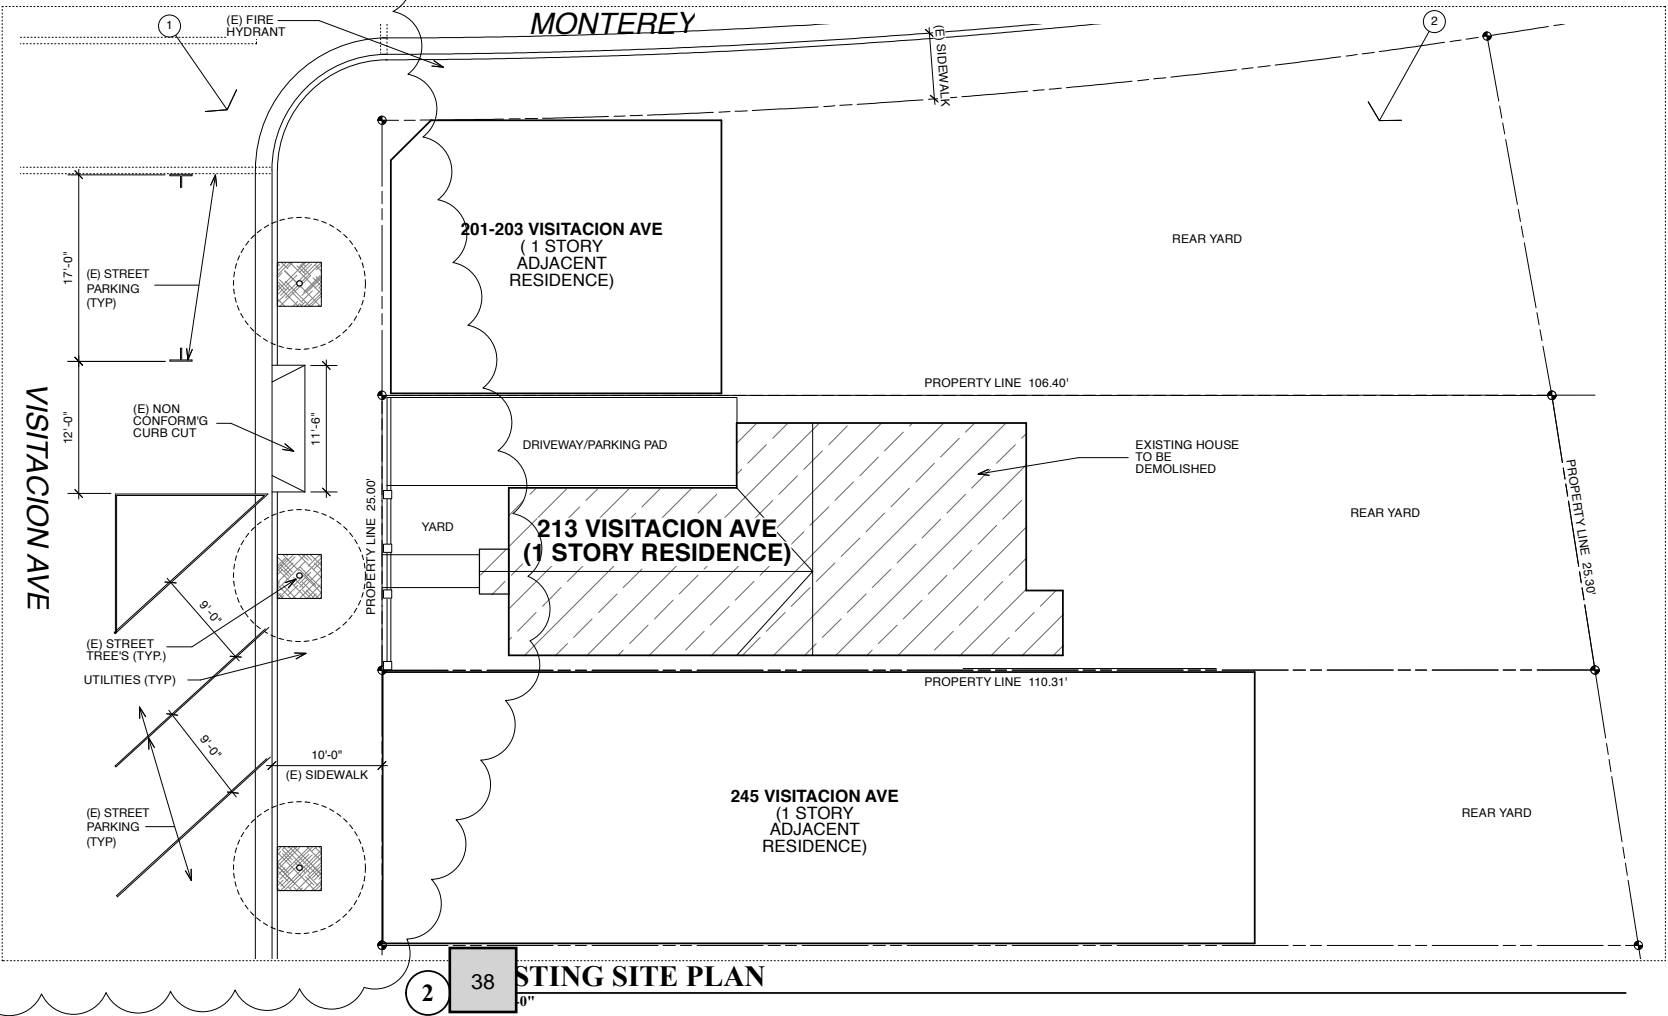 1
(E) FIRE
HYDRANT
MONTEREY
2
(E) SIDEWALK
201-203 VISITACION AVE
( 1 STORY
ADJACENT
RESIDENCE)
REAR YARD
17'-0"
(E) STREET
PARKING
(TYP)
PROPERTY LINE 106.40'
VISITACION AVE
12'-0"
(E) NON
CONFORM'G
CURB CUT
11'-6"
DRIVEWAY/PARKING PAD
EXISTING HOUSE
TO BE
DEMOLISHED
PROPERTY LINE 25.00'
YARD
213 VISITACION AVE
(1 STORY RESIDENCE)
REAR YARD
PROPERTY LINE 25.30'
9'-0"
(E) STREET
TREE'S (TYP.)
UTILITIES (TYP)
PROPERTY LINE 110.31'
9'-0"
10'-0"
(E) SIDEWALK
(E) STREET
PARKING
(TYP)
245 VISITACION AVE
(1 STORY
ADJACENT
RESIDENCE)
REAR YARD
2
38
STING SITE PLAN
-0"